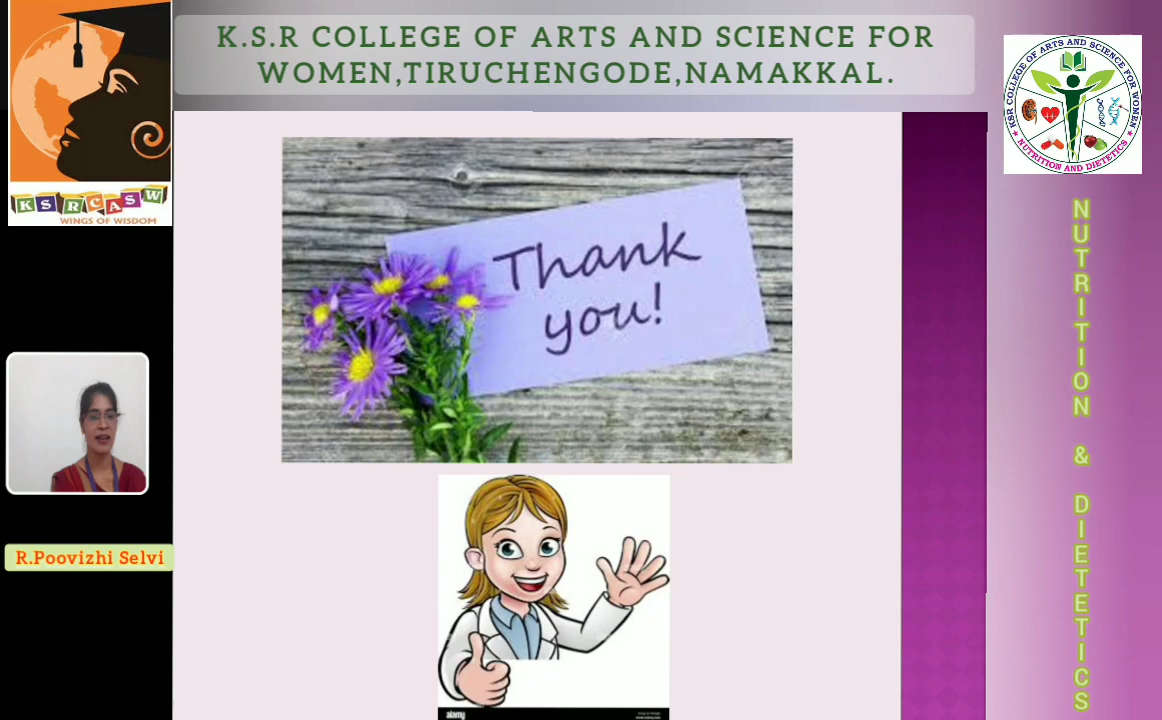 K.S.R COLLEGE OF ARTS AND SCIENCE FOR
WOMEN,TIRUCHENGODE,NAMAKKAL.
KSRCASW
WINGS OF WISDOM
KSR COLLEGE OF ARTS AND SCIENCE FOR WOMEN
★ NUTRITION AND DIETETICS ★
Thank
you!
R.Poovizhi Selvi
NUTRITION & DIETETICS
alamy